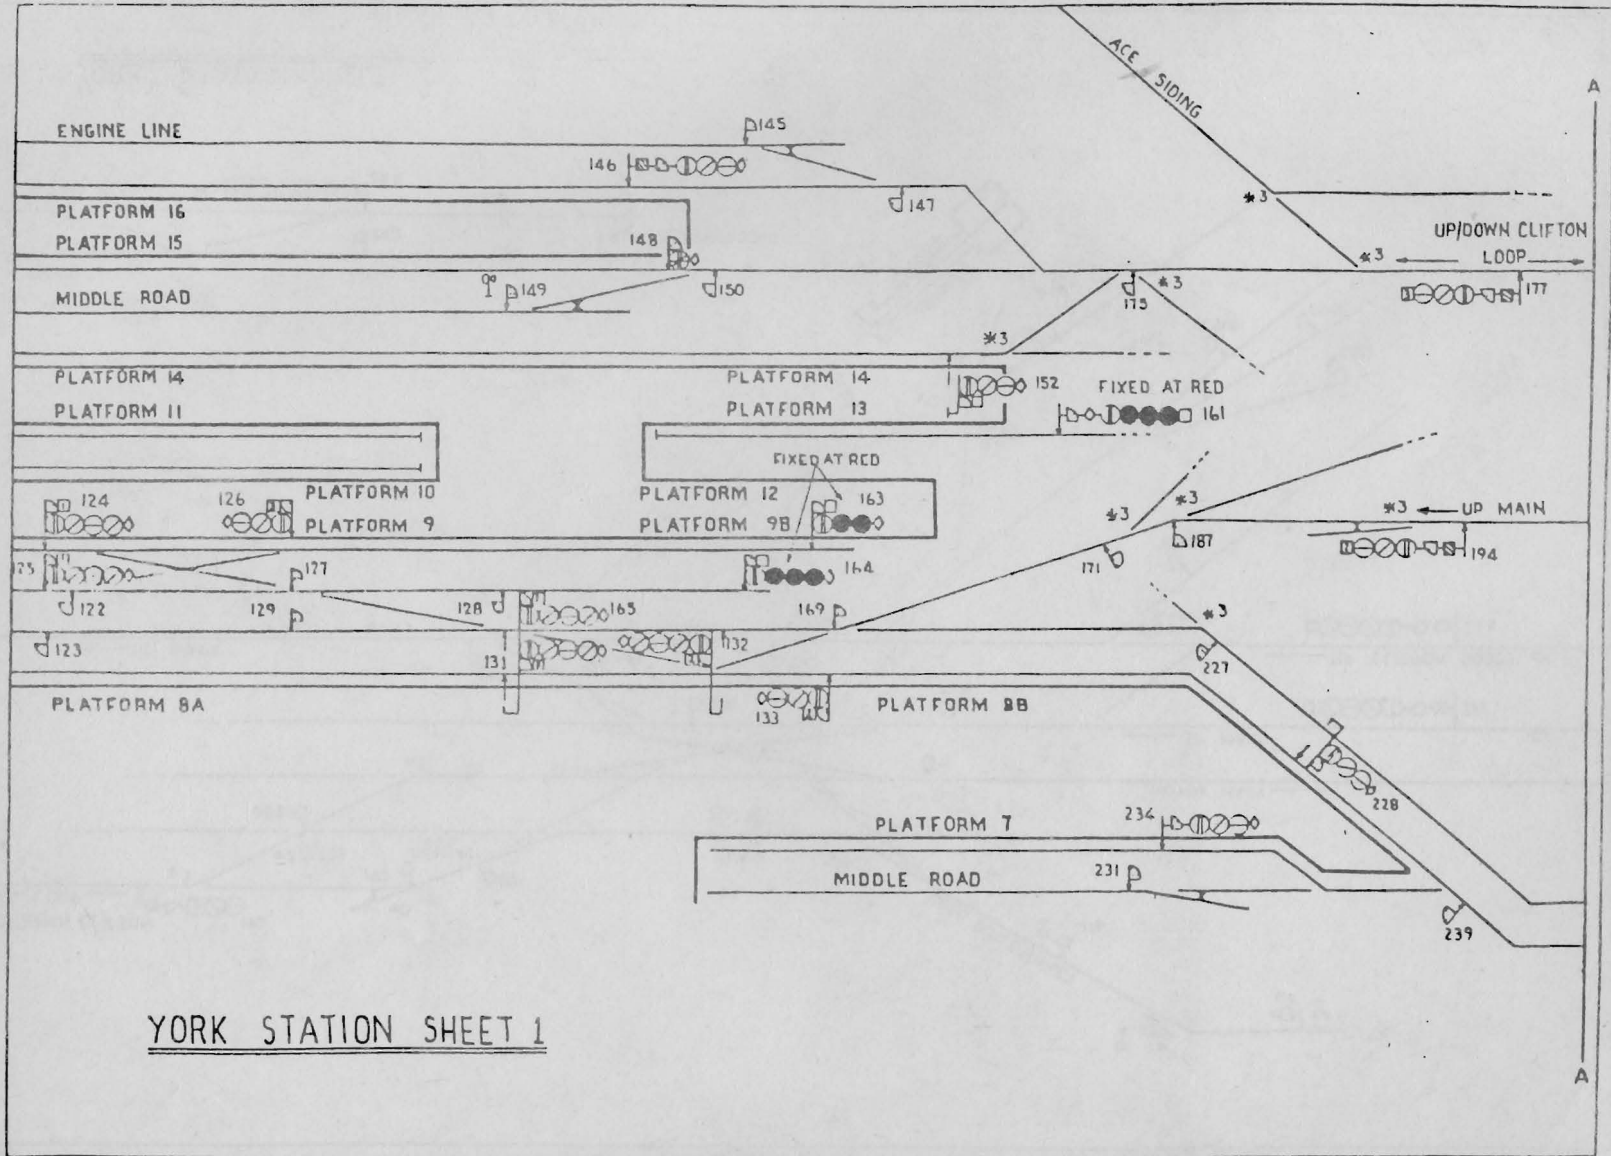 ACE SIDING
A
ENGINE LINE
145
146
147
PLATFORM 16
PLATFORM 15
148
UP/DOWN CLIFTON
LOOP
*3
*3
149
150
175
*3
177
MIDDLE ROAD
*3
PLATFORM 14
PLATFORM 14
152
FIXED AT RED
PLATFORM 11
PLATFORM 13
161
FIXED AT RED
124
126
PLATFORM 10
PLATFORM 12
163
PLATFORM 9
PLATFORM 9B
*3
*3
*3
UP MAIN
187
194
125
127
164
171
122
129
128
165
169
*3
123
131
132
227
PLATFORM 8A
133
PLATFORM 8B
228
PLATFORM 7
234
MIDDLE ROAD
231
239
YORK STATION SHEET 1
A